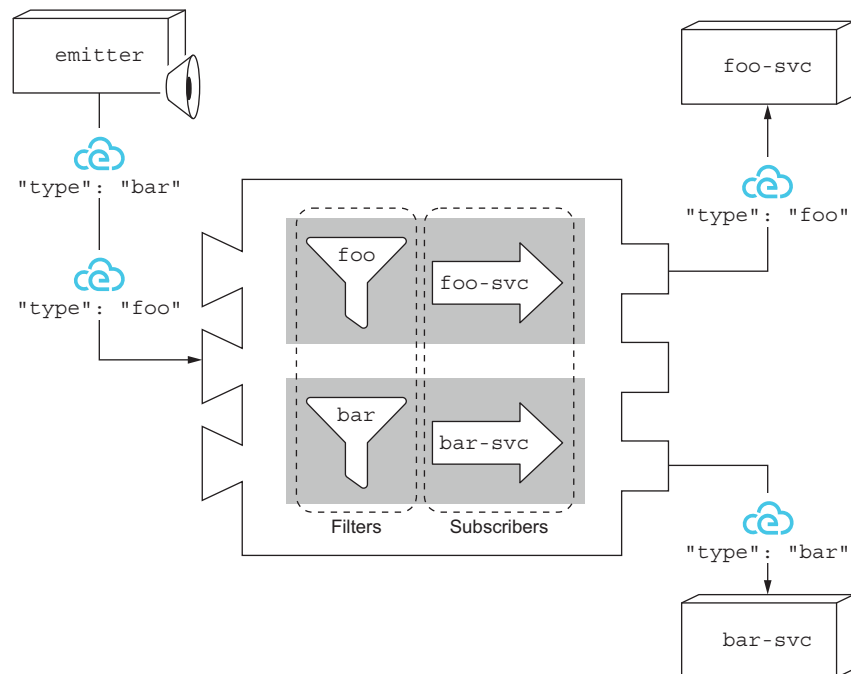 emitter
foo-svc
"type": "bar"
"type": "foo"
"type": "foo"
foo
foo-svc
bar
bar-svc
Filters
Subscribers
"type": "bar"
bar-svc